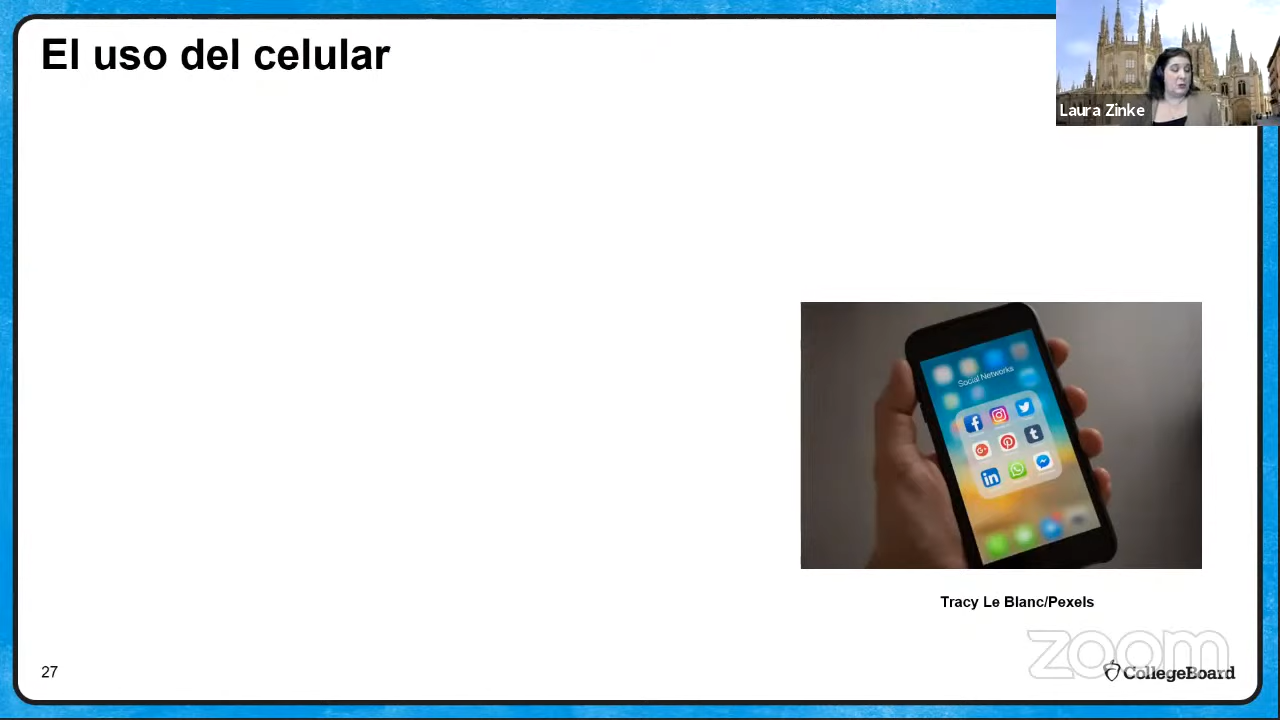 El uso del celular
Laura Zinke
Social Networks
Tracy Le Blanc/Pexels
zoom
27
CollegeBoard